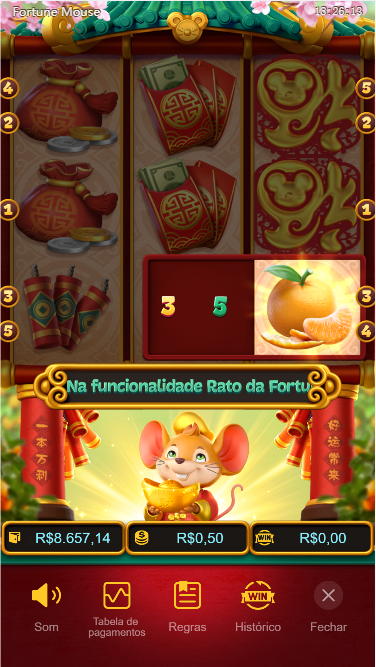 Fortune Mouse
13:26:13
4
5
2
2
1
1
3
5
3
3
5
4
Na funcionalidade Rato da Fortu
一本万利
好运常来
R$8.657,14
R$0,50
WIN
R$0,00
WIN
Som
Tabela de
pagamentos
Regras
Histórico
Fechar